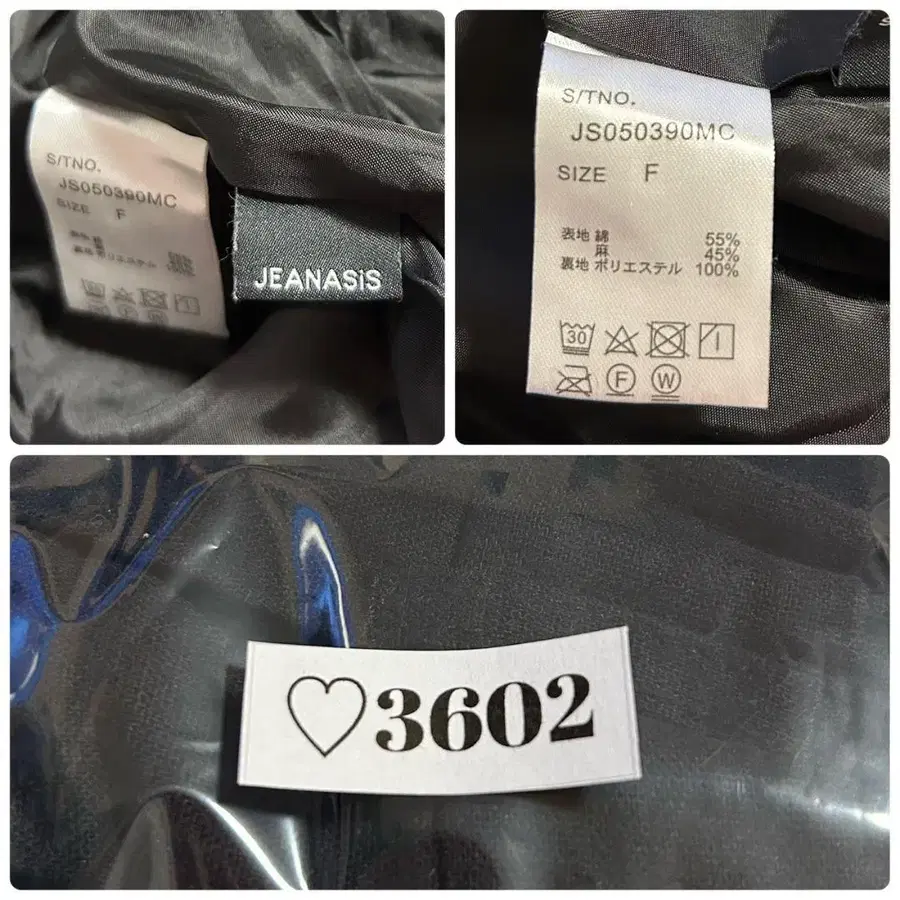 S/TNO.
JS050390MC
SIZE F
JEANASiS
S/TNO.
JS050390MC
SIZE F
表地 綿 55%
麻 45%
裏地 ポリエステル 100%
30
F W
♡3602